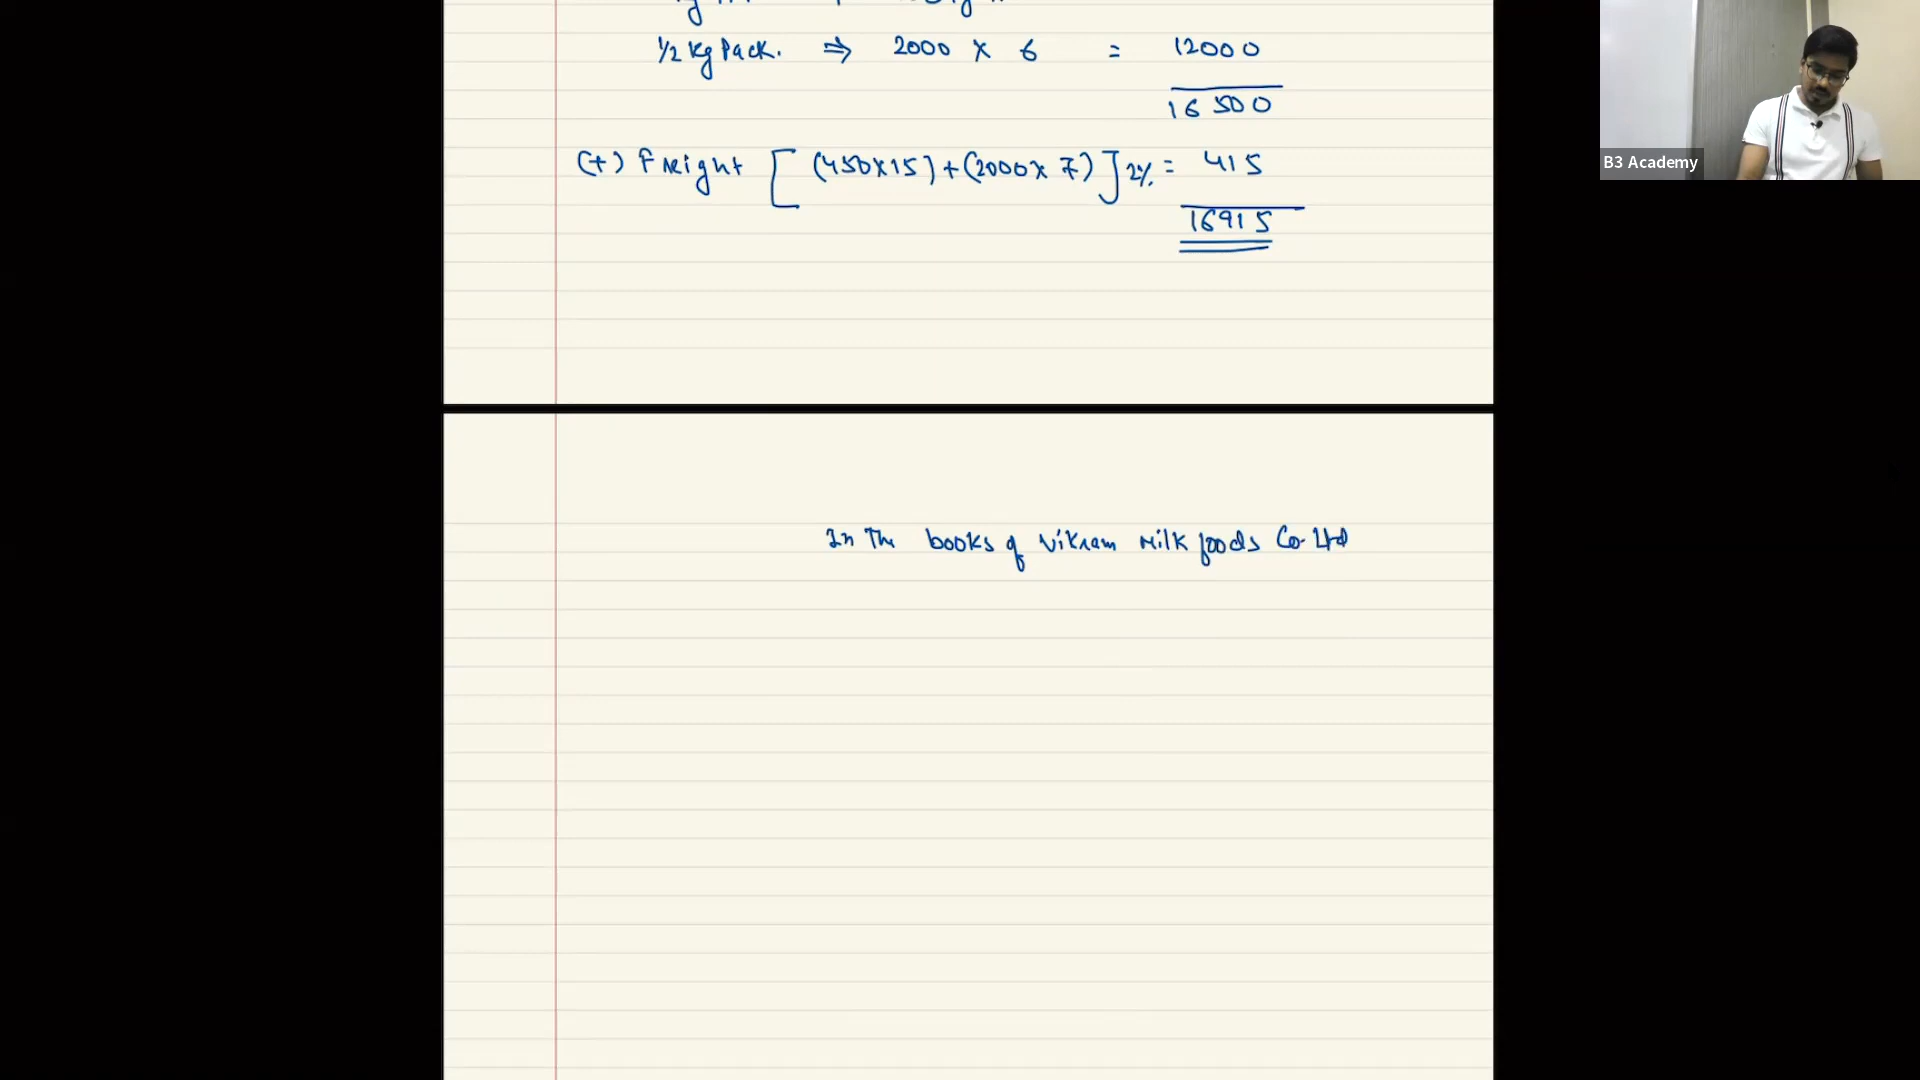 1/2 kg Pack. ⇒ 2000 x 6 = 12000
16500
(+) Freight [(450x15)+(2000x 7)] 2% = 415
16915
B3 Academy
In The books of Vikram Milk foods Co Ltd